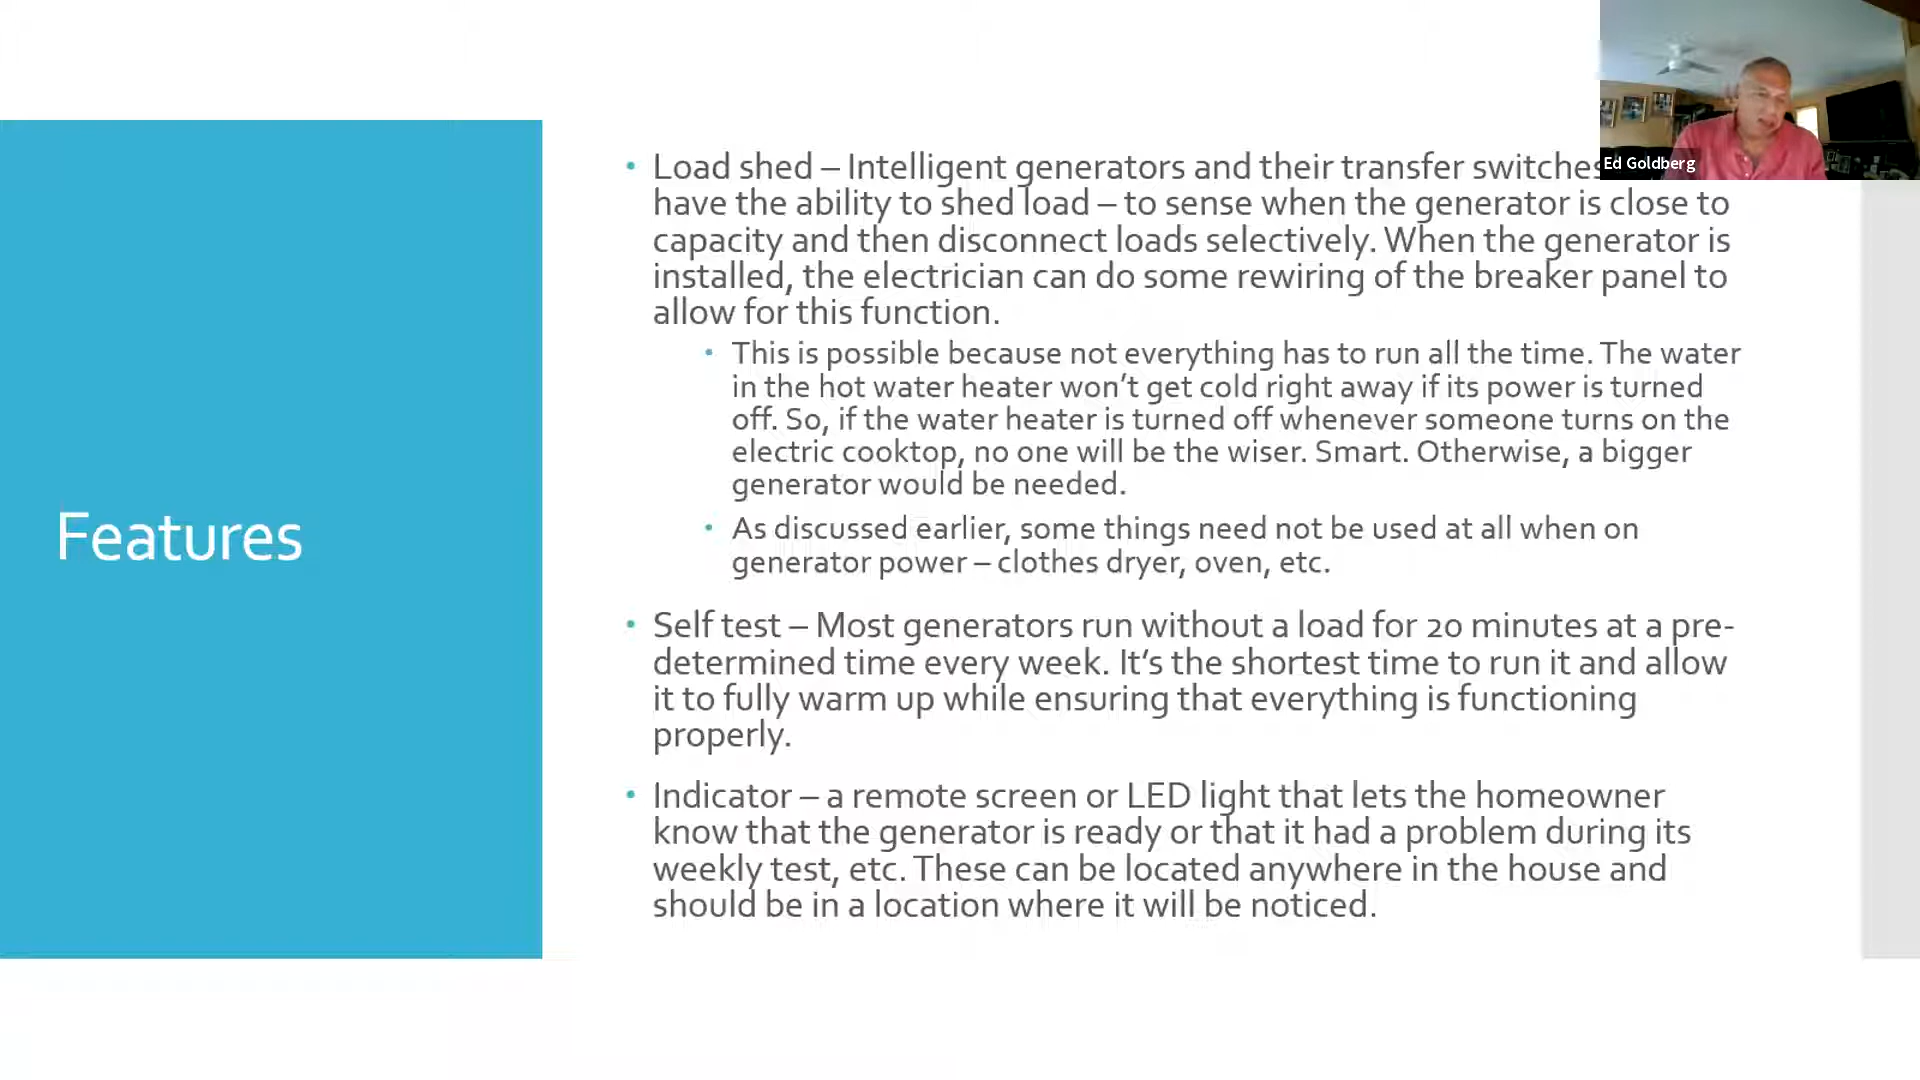 Features
Load shed – Intelligent generators and their transfer switches
have the ability to shed load – to sense when the generator is close to
capacity and then disconnect loads selectively. When the generator is
installed, the electrician can do some rewiring of the breaker panel to
allow for this function.
This is possible because not everything has to run all the time. The water
in the hot water heater won’t get cold right away if its power is turned
off. So, if the water heater is turned off whenever someone turns on the
electric cooktop, no one will be the wiser. Smart. Otherwise, a bigger
generator would be needed.
As discussed earlier, some things need not be used at all when on
generator power – clothes dryer, oven, etc.
Self test – Most generators run without a load for 20 minutes at a pre-
determined time every week. It’s the shortest time to run it and allow
it to fully warm up while ensuring that everything is functioning
properly.
Indicator – a remote screen or LED light that lets the homeowner
know that the generator is ready or that it had a problem during its
weekly test, etc. These can be located anywhere in the house and
should be in a location where it will be noticed.
Ed Goldberg